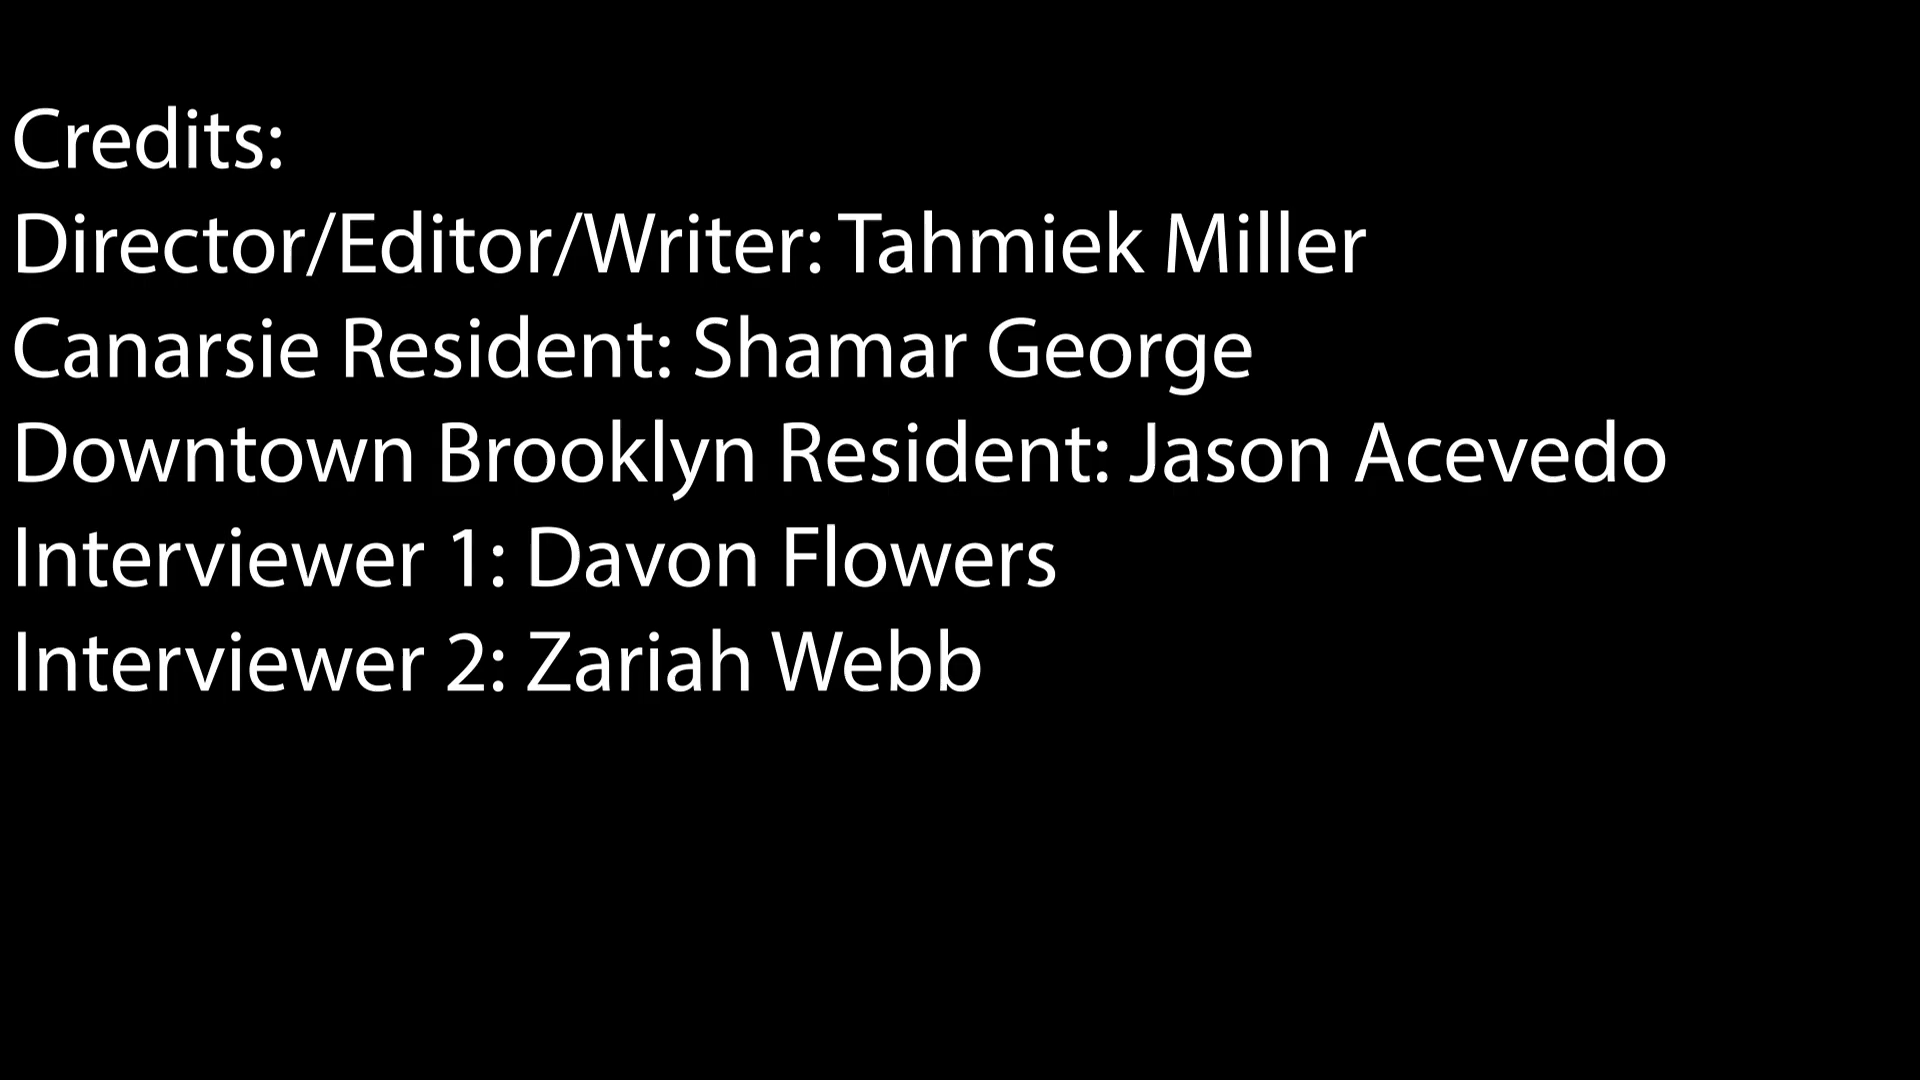 Credits:
Director/Editor/Writer: Tahmiek Miller
Canarsie Resident: Shamar George
Downtown Brooklyn Resident: Jason Acevedo
Interviewer 1: Davon Flowers
Interviewer 2: Zariah Webb